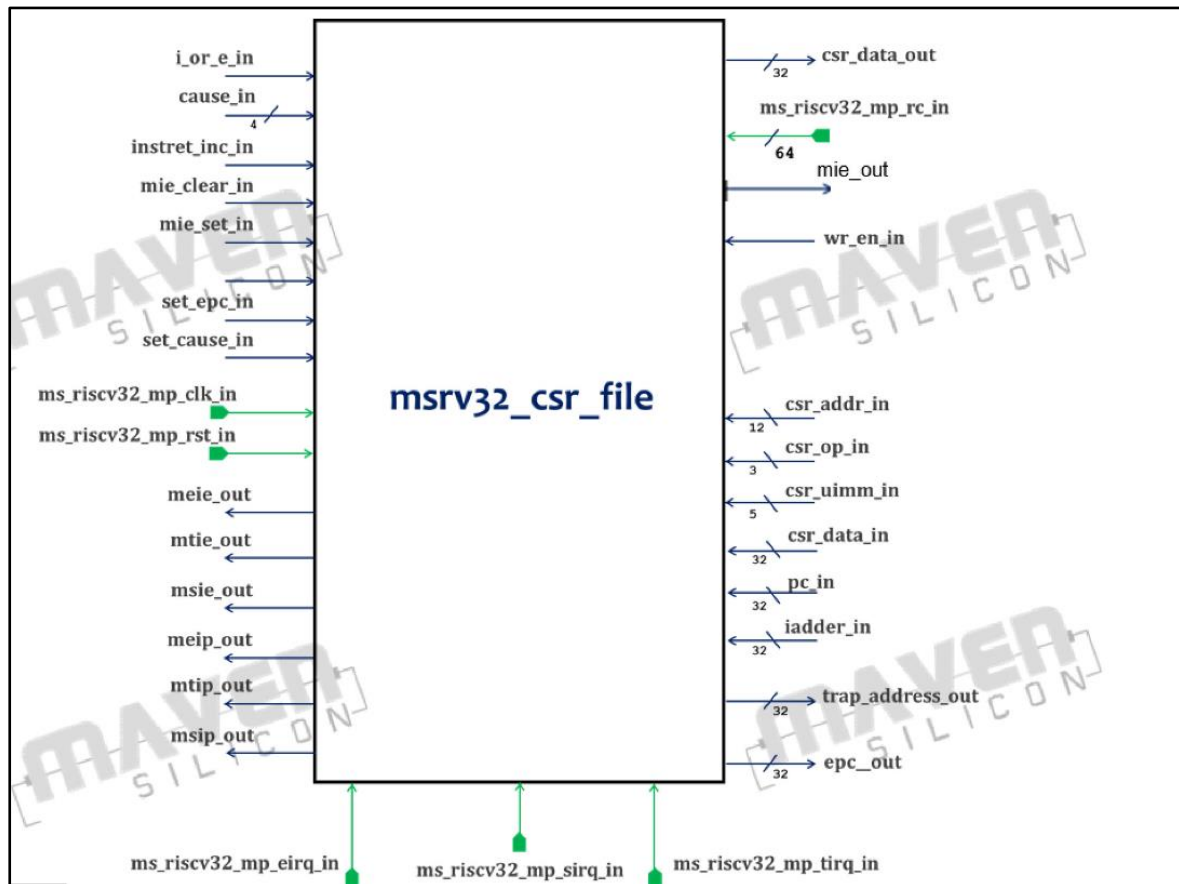 i_or_e_in
cause_in
4
instret_inc_in
mie_clear_in
mie_set_in
set_epc_in
set_cause_in
ms_riscv32_mp_clk_in
ms_riscv32_mp_rst_in
meie_out
mtie_out
msie_out
meip_out
mtip_out
msip_out
msrv32_csr_file
csr_data_out
32
ms_riscv32_mp_rc_in
64
mie_out
wr_en_in
csr_addr_in
12
csr_op_in
3
csr_uimm_in
5
csr_data_in
32
pc_in
32
iadder_in
32
trap_address_out
32
epc_out
32
ms_riscv32_mp_eirq_in
ms_riscv32_mp_sirq_in
ms_riscv32_mp_tirq_in
MAVEN
SILICON
MAVEN
SILICON
MAVEN
SILICON
MAVEN
SILICON